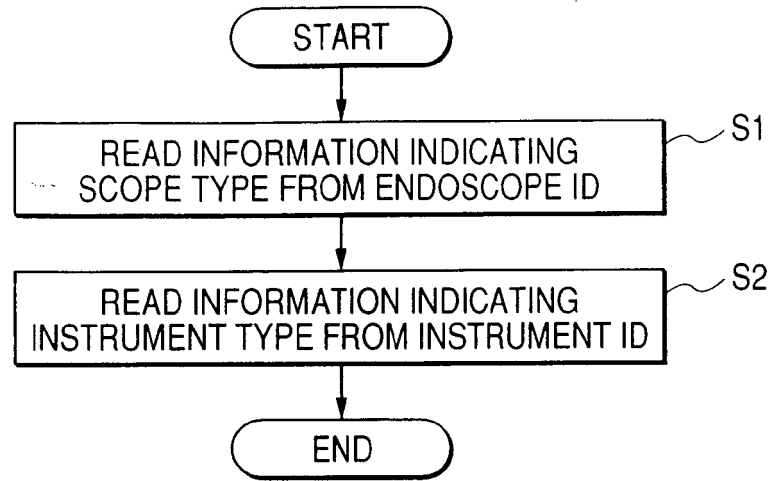 START
READ INFORMATION INDICATING
SCOPE TYPE FROM ENDOSCOPE ID
S1
READ INFORMATION INDICATING
INSTRUMENT TYPE FROM INSTRUMENT ID
S2
END